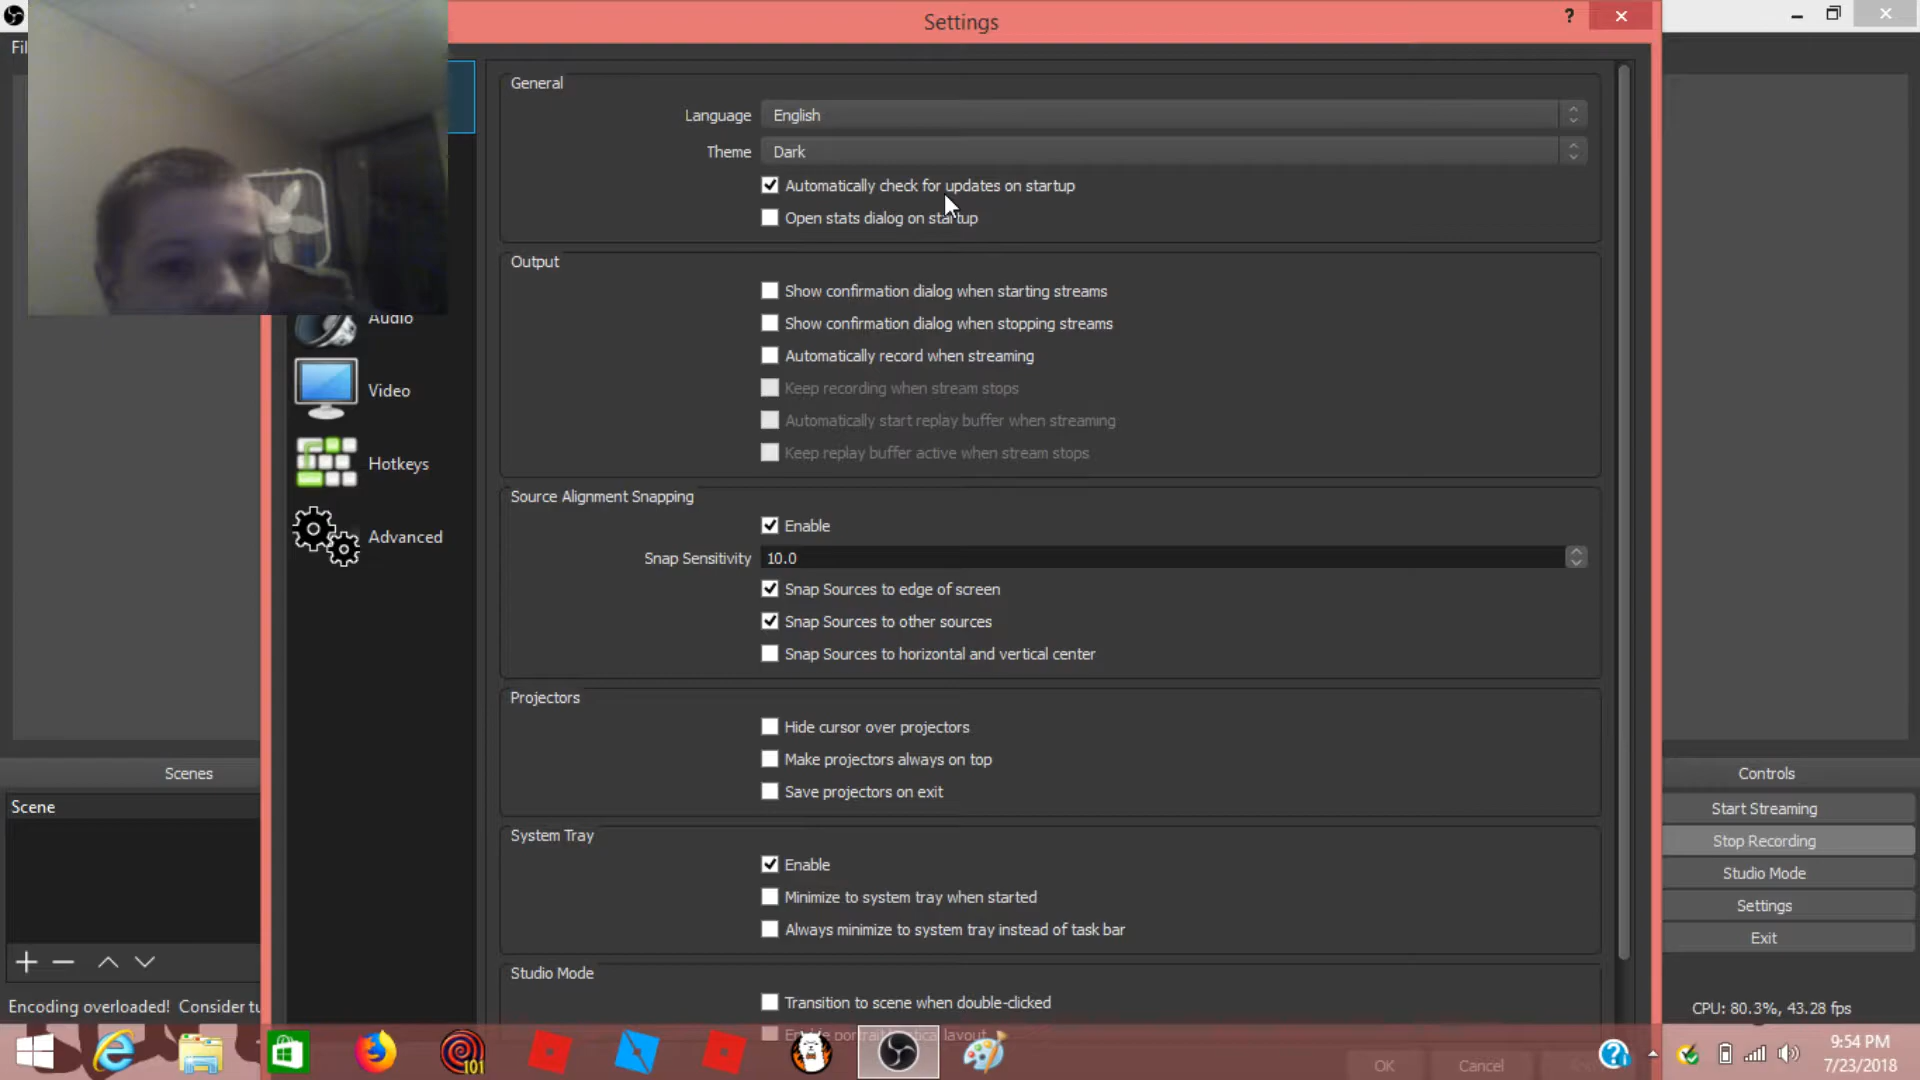 Settings
?
Fil
General
Language English
Theme Dark
Automatically check for updates on startup
Open stats dialog on startup
Output
Show confirmation dialog when starting streams
Show confirmation dialog when stopping streams
Automatically record when streaming
Keep recording when stream stops
Automatically start replay buffer when streaming
Keep replay buffer active when stream stops
Audio
Video
Hotkeys
Advanced
Source Alignment Snapping
Enable
Snap Sensitivity 10.0
Snap Sources to edge of screen
Snap Sources to other sources
Snap Sources to horizontal and vertical center
Projectors
Hide cursor over projectors
Make projectors always on top
Save projectors on exit
System Tray
Enable
Minimize to system tray when started
Always minimize to system tray instead of task bar
Studio Mode
Transition to scene when double-clicked
Scenes
Scene
Encoding overloaded! Consider tu
Controls
Start Streaming
Stop Recording
Studio Mode
Settings
Exit
CPU: 80.3%, 43.28 fps
OK
Cancel
101
9:54 PM
7/23/2018